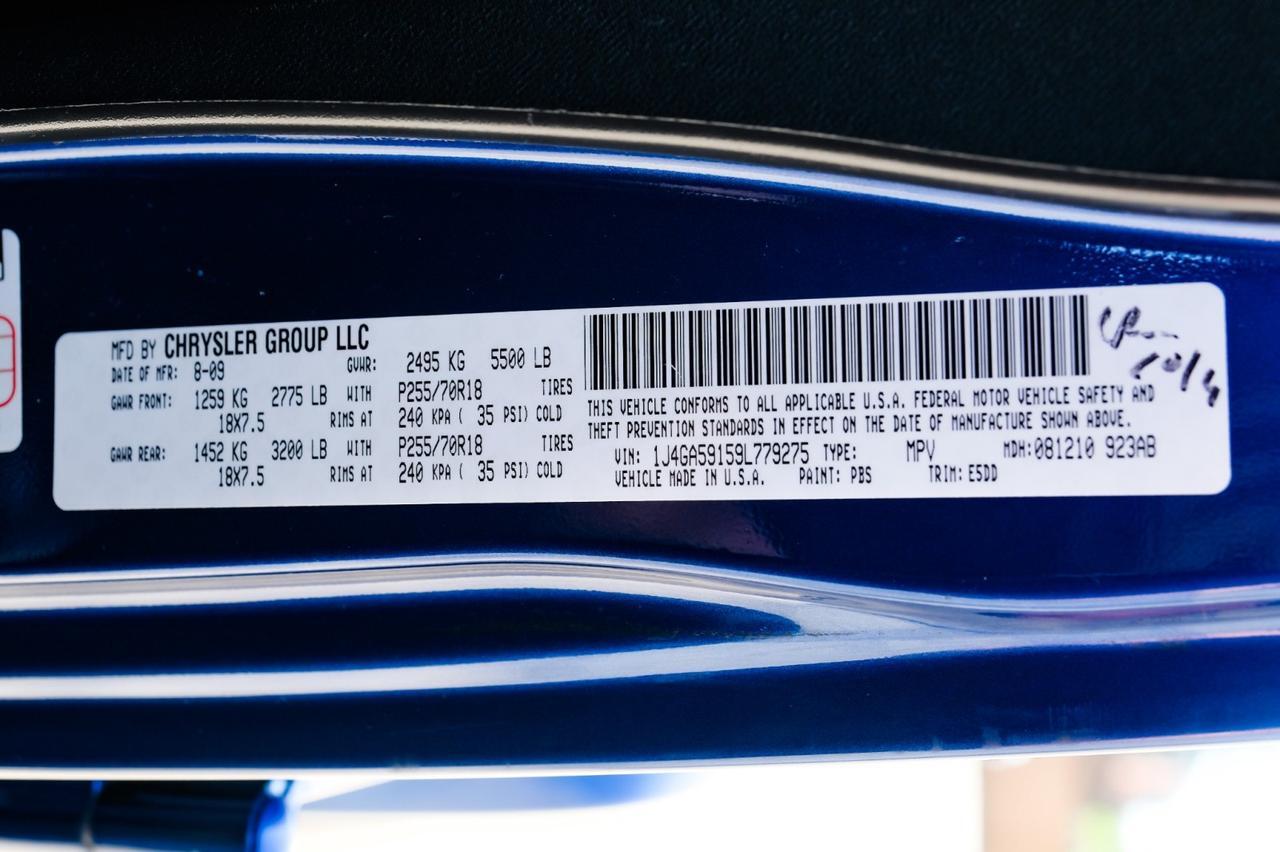 MFD BY CHRYSLER GROUP LLC
DATE OF MFR: 8-09 GVWR: 2495 KG 5500 LB
GAWR FRONT: 1259 KG 2775 LB WITH P255/70R18 TIRES
18X7.5 RIMS AT 240 KPA ( 35 PSI) COLD
GAWR REAR: 1452 KG 3200 LB WITH P255/70R18 TIRES
18X7.5 RIMS AT 240 KPA ( 35 PSI) COLD
THIS VEHICLE CONFORMS TO ALL APPLICABLE U.S.A. FEDERAL MOTOR VEHICLE SAFETY AND
THEFT PREVENTION STANDARDS IN EFFECT ON THE DATE OF MANUFACTURE SHOWN ABOVE.
VIN: 1J4GA59159L779275 TYPE: MPV MDH:081210 923AB
VEHICLE MADE IN U.S.A. PAINT: PBS TRIM: E5DD